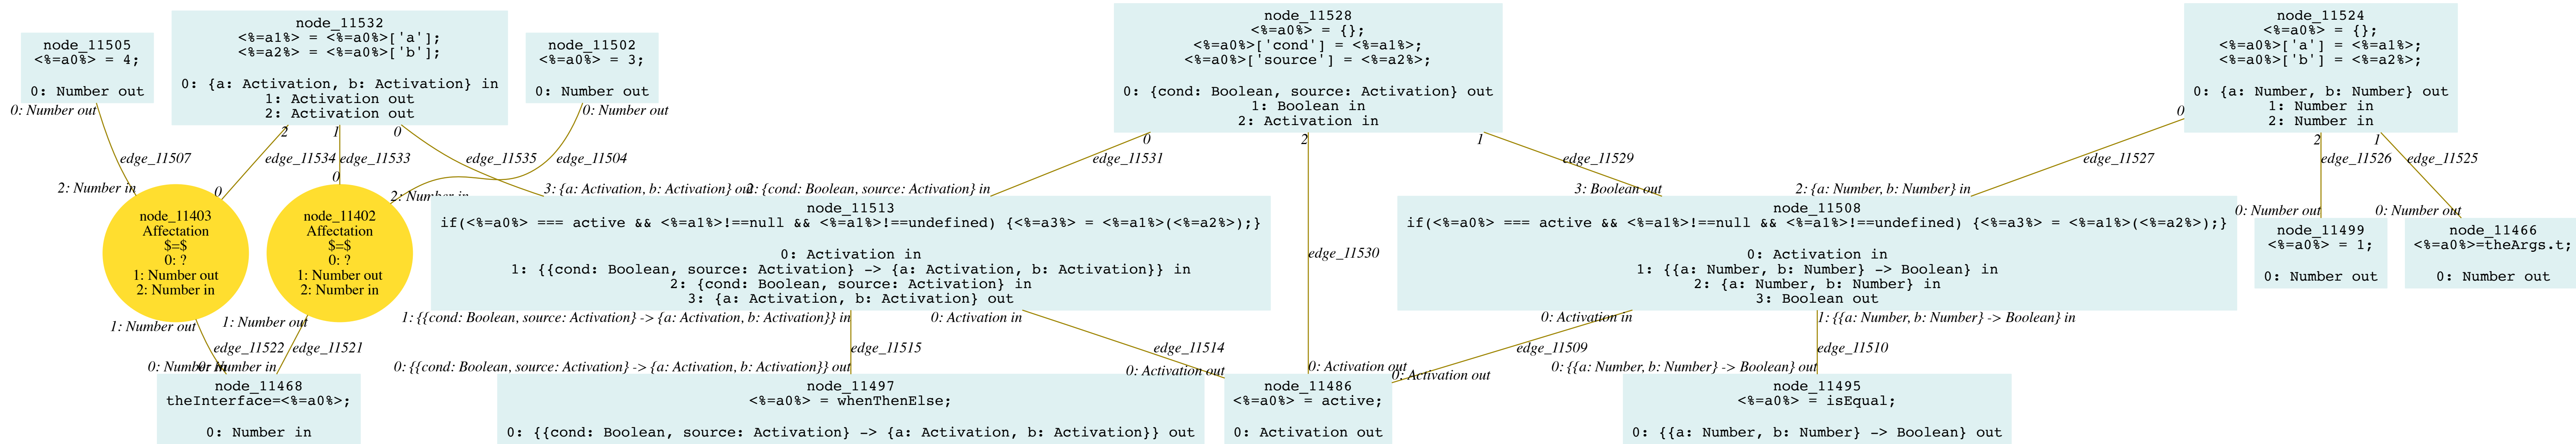 node_11532
<%=a1%> = <%=a0%>['a'];
<%=a2%> = <%=a0%>['b'];
0: {a: Activation, b: Activation} in
1: Activation out
2: Activation out
node_11505
<%=a0%> = 4;
0: Number out
node_11502
<%=a0%> = 3;
0: Number out
node_11528
<%=a0%> = {};
<%=a0%>['cond'] = <%=a1%>;
<%=a0%>['source'] = <%=a2%>;
0: {cond: Boolean, source: Activation} out
1: Boolean in
2: Activation in
node_11524
<%=a0%> = {};
<%=a0%>['a'] = <%=a1%>;
<%=a0%>['b'] = <%=a2%>;
0: {a: Number, b: Number} out
1: Number in
2: Number in
0: Number out
0: Number out
0
2
1
0
0
2
1
2
1
edge_11507
edge_11534
edge_11533
edge_11535
edge_11504
edge_11531
edge_11529
edge_11527
edge_11526
edge_11525
2: Number in
0
0
2: Number in
3: {a: Activation, b: Activation} out
2: {cond: Boolean, source: Activation} in
3: Boolean out
2: {a: Number, b: Number} in
0: Number out
0: Number out
node_11403
Affectation
$=$
0: ?
1: Number out
2: Number in
node_11402
Affectation
$=$
0: ?
1: Number out
2: Number in
node_11513
if(<%=a0%> === active && <%=a1%>!==null && <%=a1%>!==undefined) {<%=a3%> = <%=a1%>(<%=a2%>);}
0: Activation in
1: {{cond: Boolean, source: Activation} -> {a: Activation, b: Activation}} in
2: {cond: Boolean, source: Activation} in
3: {a: Activation, b: Activation} out
edge_11530
node_11508
if(<%=a0%> === active && <%=a1%>!==null && <%=a1%>!==undefined) {<%=a3%> = <%=a1%>(<%=a2%>);}
0: Activation in
1: {{a: Number, b: Number} -> Boolean} in
2: {a: Number, b: Number} in
3: Boolean out
node_11499
<%=a0%> = 1;
0: Number out
node_11466
<%=a0%>=theArgs.t;
0: Number out
1: Number out
1: Number out
1: {{cond: Boolean, source: Activation} -> {a: Activation, b: Activation}} in
0: Activation in
0: Activation in
1: {{a: Number, b: Number} -> Boolean} in
edge_11522
edge_11521
edge_11515
edge_11514
edge_11509
edge_11510
0: Number in
0: Number in
0: {{cond: Boolean, source: Activation} -> {a: Activation, b: Activation}} out
0: Activation out
0: Activation out
0: Activation out
0: {{a: Number, b: Number} -> Boolean} out
node_11468
theInterface=<%=a0%>;
0: Number in
node_11497
<%=a0%> = whenThenElse;
0: {{cond: Boolean, source: Activation} -> {a: Activation, b: Activation}} out
node_11486
<%=a0%> = active;
0: Activation out
node_11495
<%=a0%> = isEqual;
0: {{a: Number, b: Number} -> Boolean} out